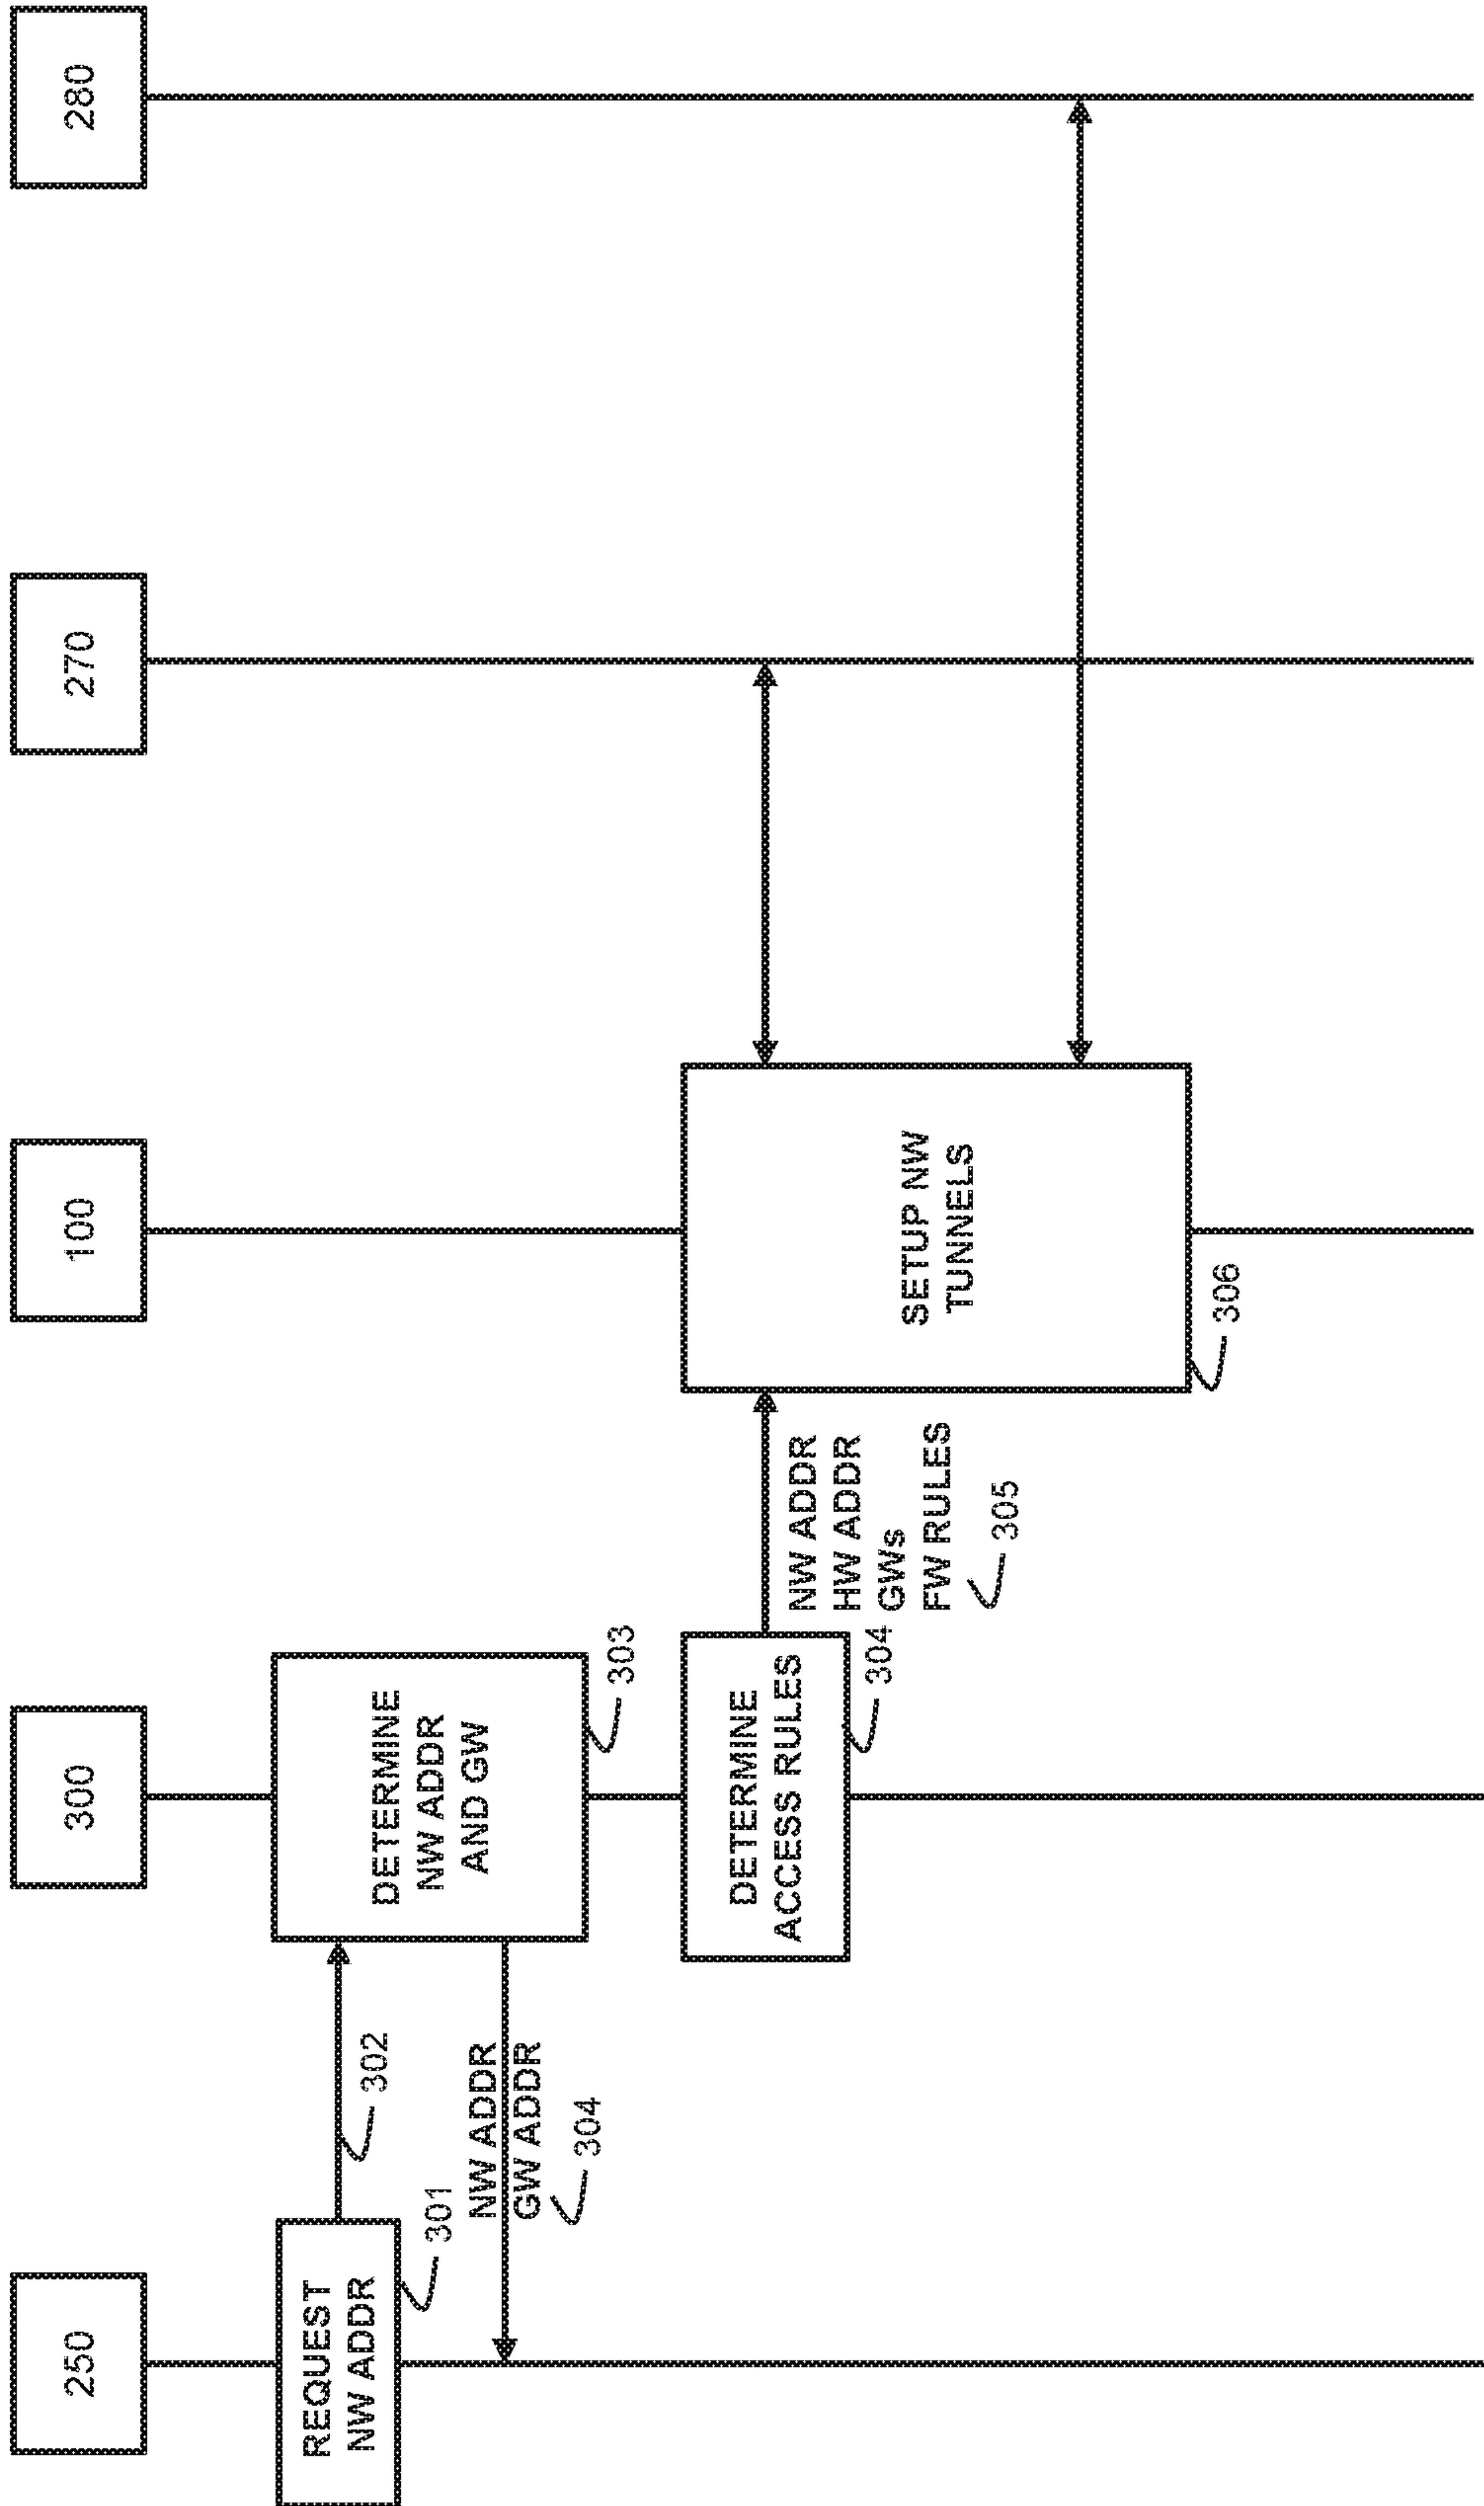 250
300
100
270
280
REQUEST
NW ADDR
301
302
DETERMINE
NW ADDR
AND GW
303
NW ADDR
GW ADDR
304
DETERMINE
ACCESS RULES
304
NW ADDR
HW ADDR
GWs
FW RULES
305
SETUP NW
TUNNELS
306